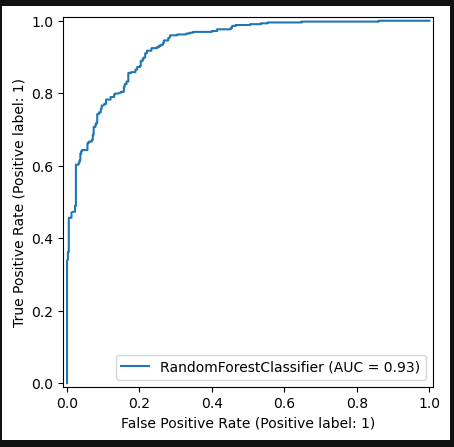 1.0
0.8
0.6
0.4
0.2
0.0
True Positive Rate (Positive label: 1)
RandomForestClassifier (AUC = 0.93)
0.0 0.2 0.4 0.6 0.8 1.0
False Positive Rate (Positive label: 1)